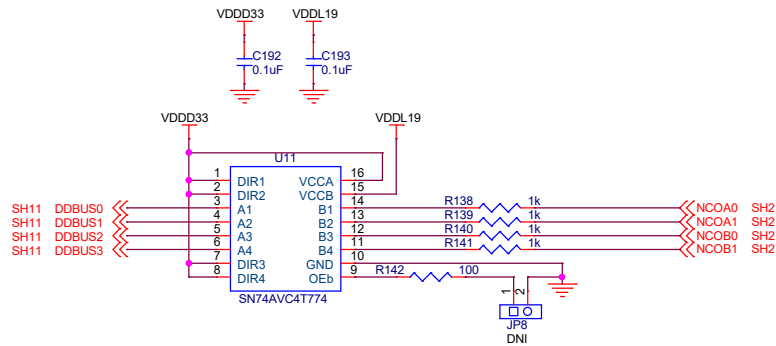 VDDD33 VDDL19
C192 C193
0.1uF 0.1uF
VDDD33 VDDL19
U11
1 DIR1 VCCA 16
2 DIR2 VCCB 15
SH11 DDBUS0 3 A1 B1 14 R138 1k NCOA0 SH2
SH11 DDBUS1 4 A2 B2 13 R139 1k NCOA1 SH2
SH11 DDBUS2 5 A3 B3 12 R140 1k NCOB0 SH2
SH11 DDBUS3 6 A4 B4 11 R141 1k NCOB1 SH2
7 DIR3 GND 10
8 DIR4 OEb 9 R142 100
SN74AVC4T774
1 2
JP8
DNI